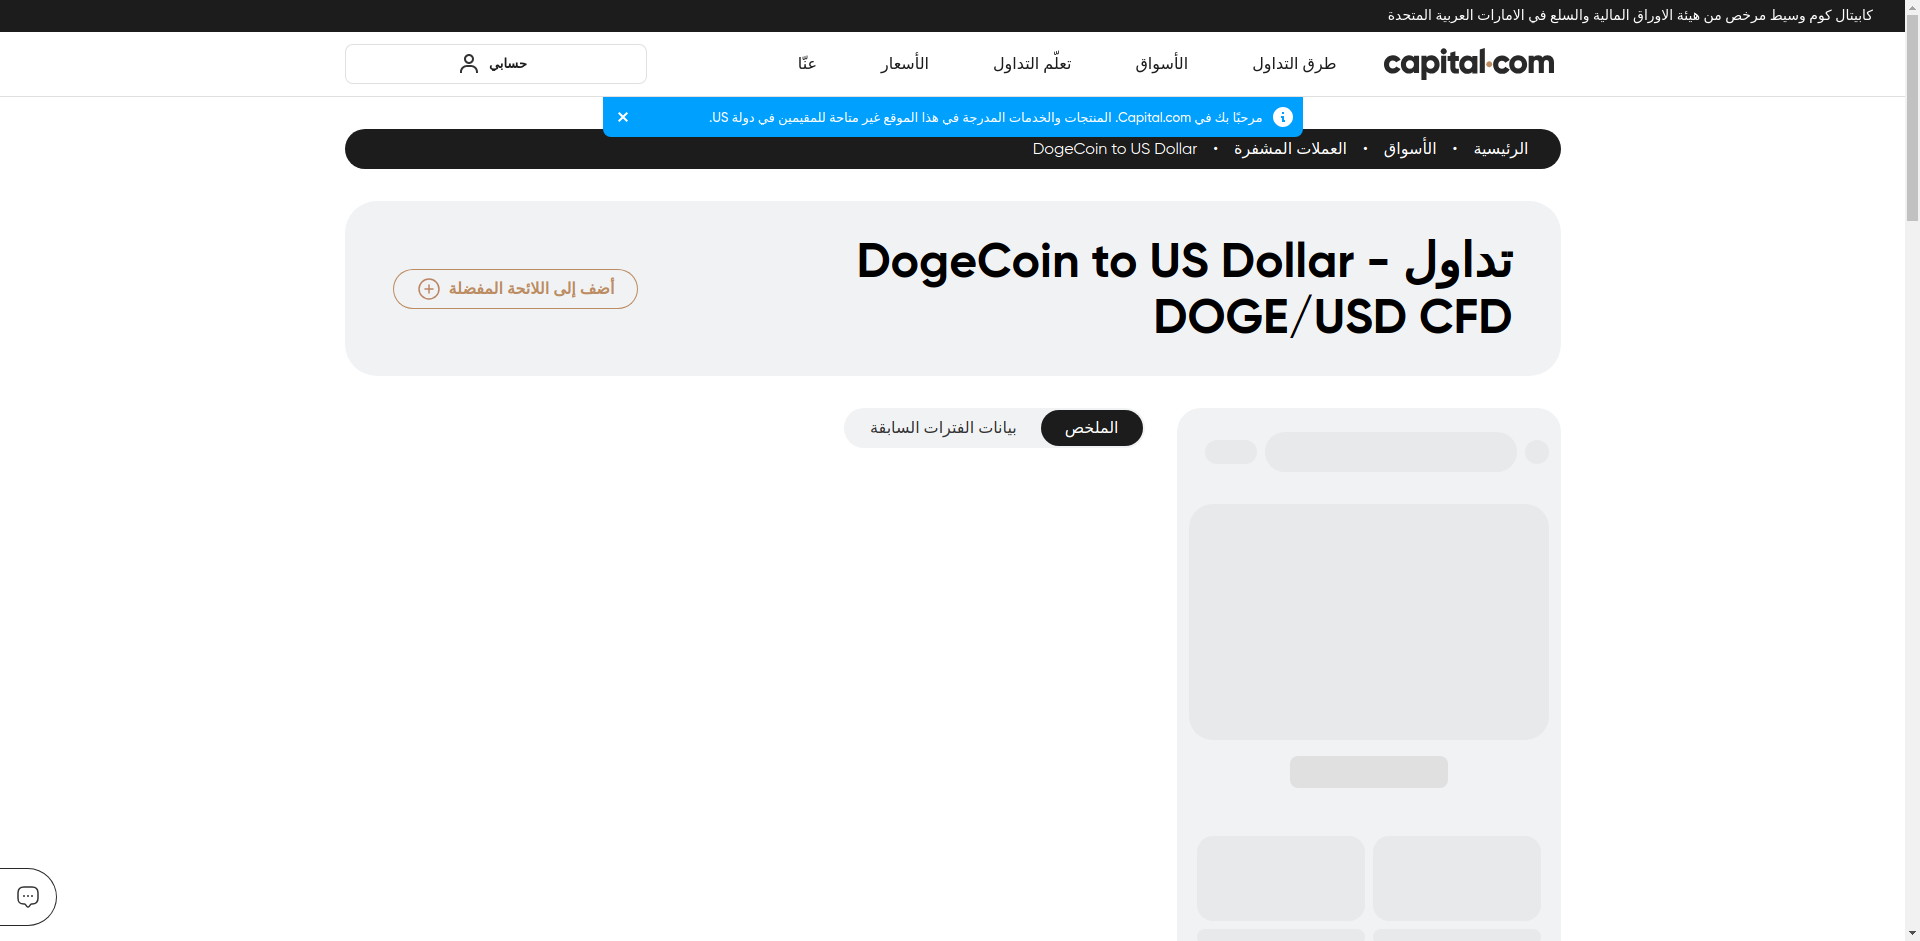 كابيتال كوم وسيط مرخص من هيئة الاوراق المالية والسلع في الامارات العربية المتحدة
capital.com
طرق التداول
الأسواق
تعلّم التداول
الأسعار
عنّا
حسابي
مرحبًا بك في Capital.com. المنتجات والخدمات المدرجة في هذا الموقع غير متاحة للمقيمين في دولة US.
الرئيسية • الأسواق • العملات المشفرة • DogeCoin to US Dollar
تداول DogeCoin to US Dollar -
DOGE/USD CFD
أضف إلى اللائحة المفضلة
الملخص
بيانات الفترات السابقة